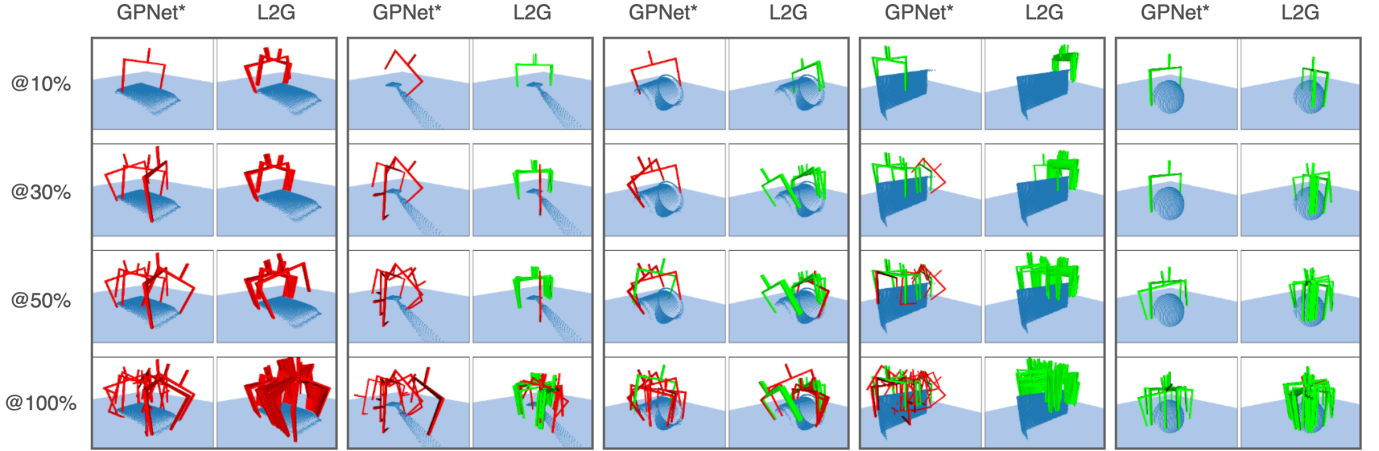 GPNet* L2G GPNet* L2G GPNet* L2G GPNet* L2G GPNet* L2G
@10%
@30%
@50%
@100%